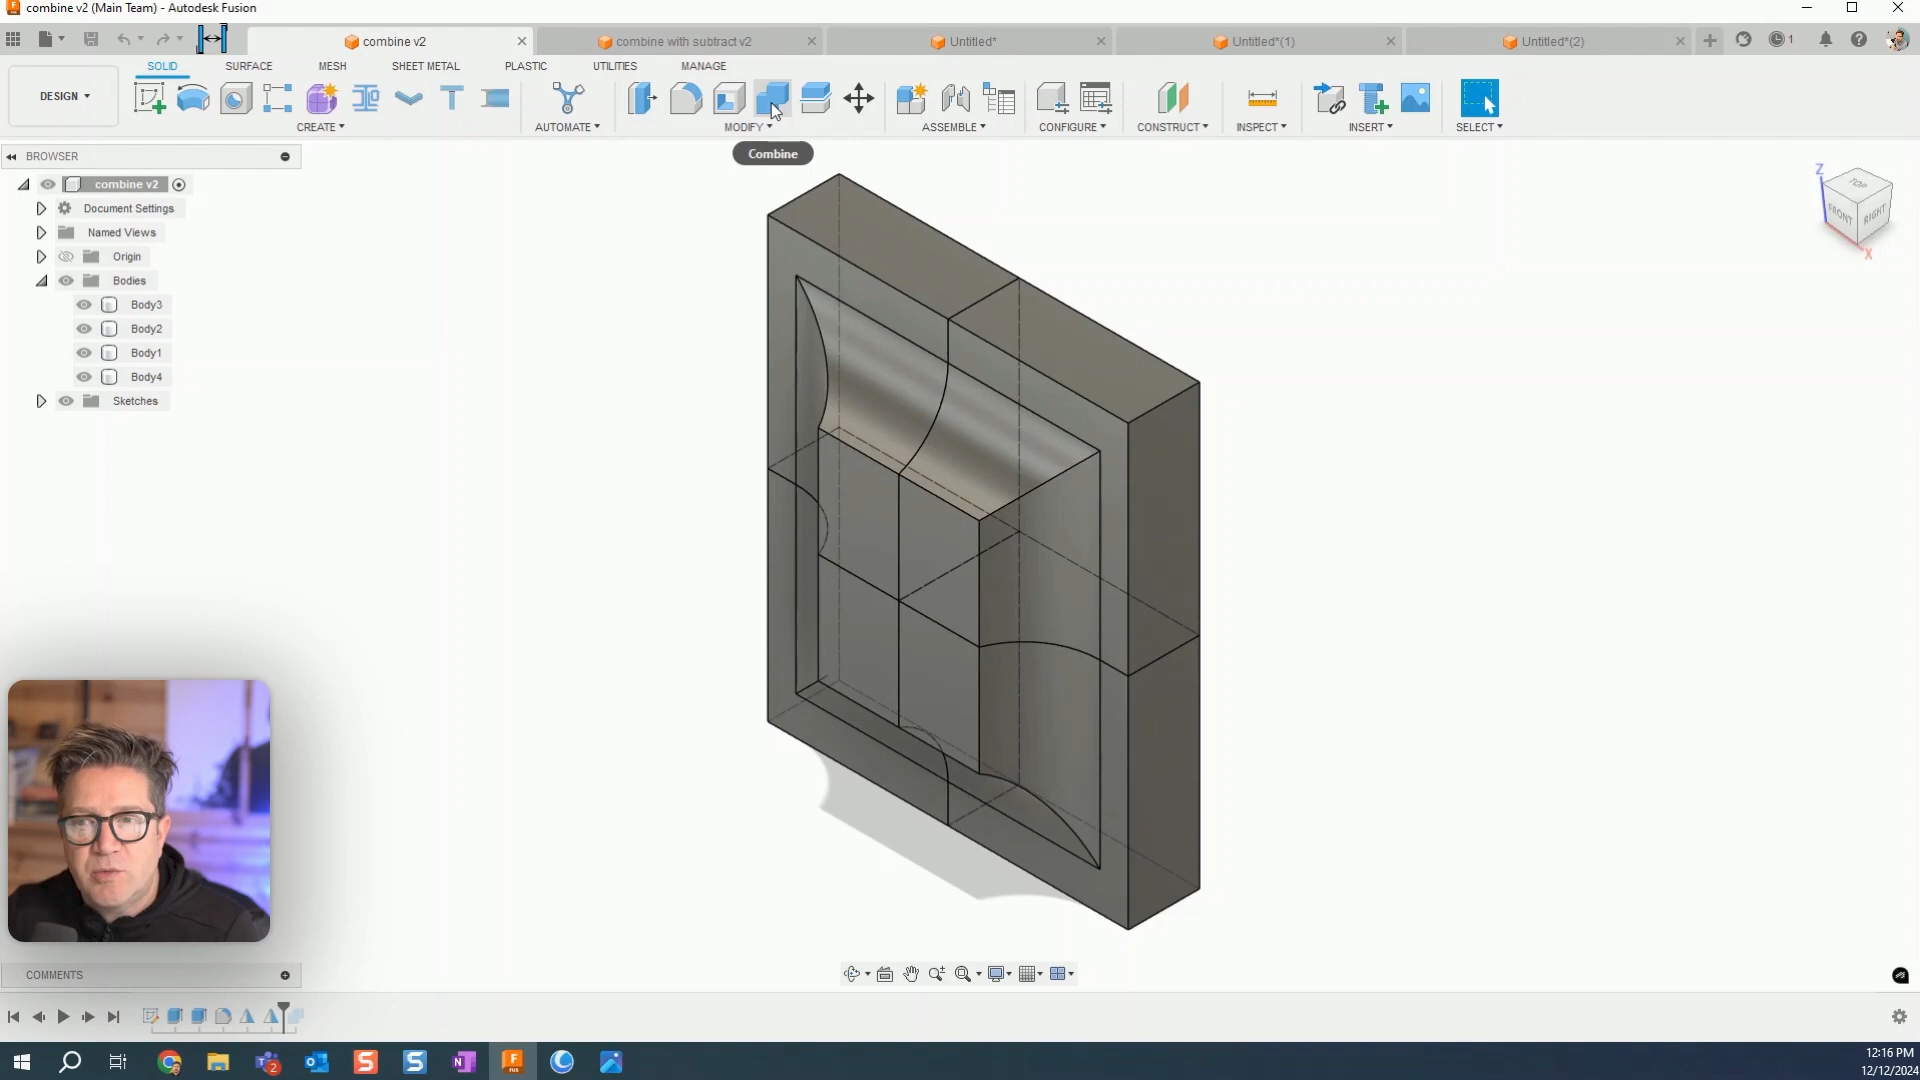 combine v2 (Main Team) - Autodesk Fusion
combine v2
combine with subtract v2
Untitled*
Untitled*(1)
Untitled*(2)
1
SOLID
SURFACE
MESH
SHEET METAL
PLASTIC
UTILITIES
MANAGE
DESIGN
CREATE
AUTOMATE
MODIFY
ASSEMBLE
CONFIGURE
CONSTRUCT
INSPECT
INSERT
SELECT
Combine
BROWSER
combine v2
Document Settings
Named Views
Origin
Bodies
Body3
Body2
Body1
Body4
Sketches
Z
TOP
FRONT
RIGHT
X
COMMENTS
12:16 PM
12/12/2024